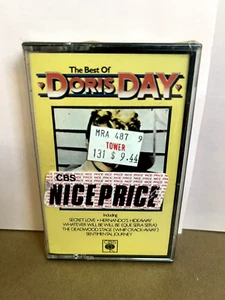 The Best Of
DORIS DAY
MRA 487 9
TOWER
131 $ 9.44
CBS
NICE PRICE
including
SECRET LOVE • HERNANDO'S HIDEAWAY
WHATEVER WILL BE WILL BE (QUE SERA SERA)
THE DEADWOOD STAGE (WHIP CRACK-AWAY)
SENTIMENTAL JOURNEY